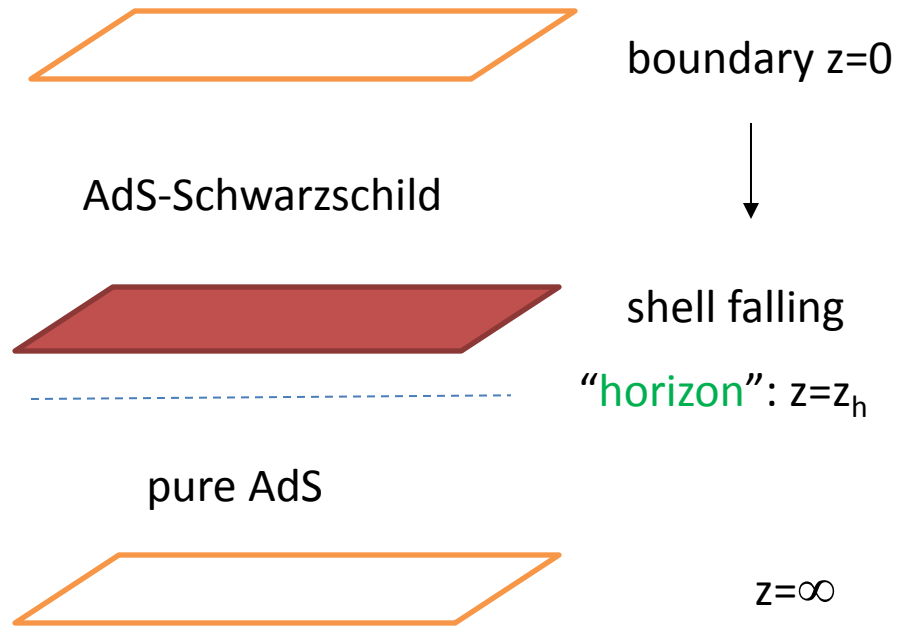 boundary z=0
AdS-Schwarzschild
shell falling
“horizon”: z=zₕ
pure AdS
z=∞